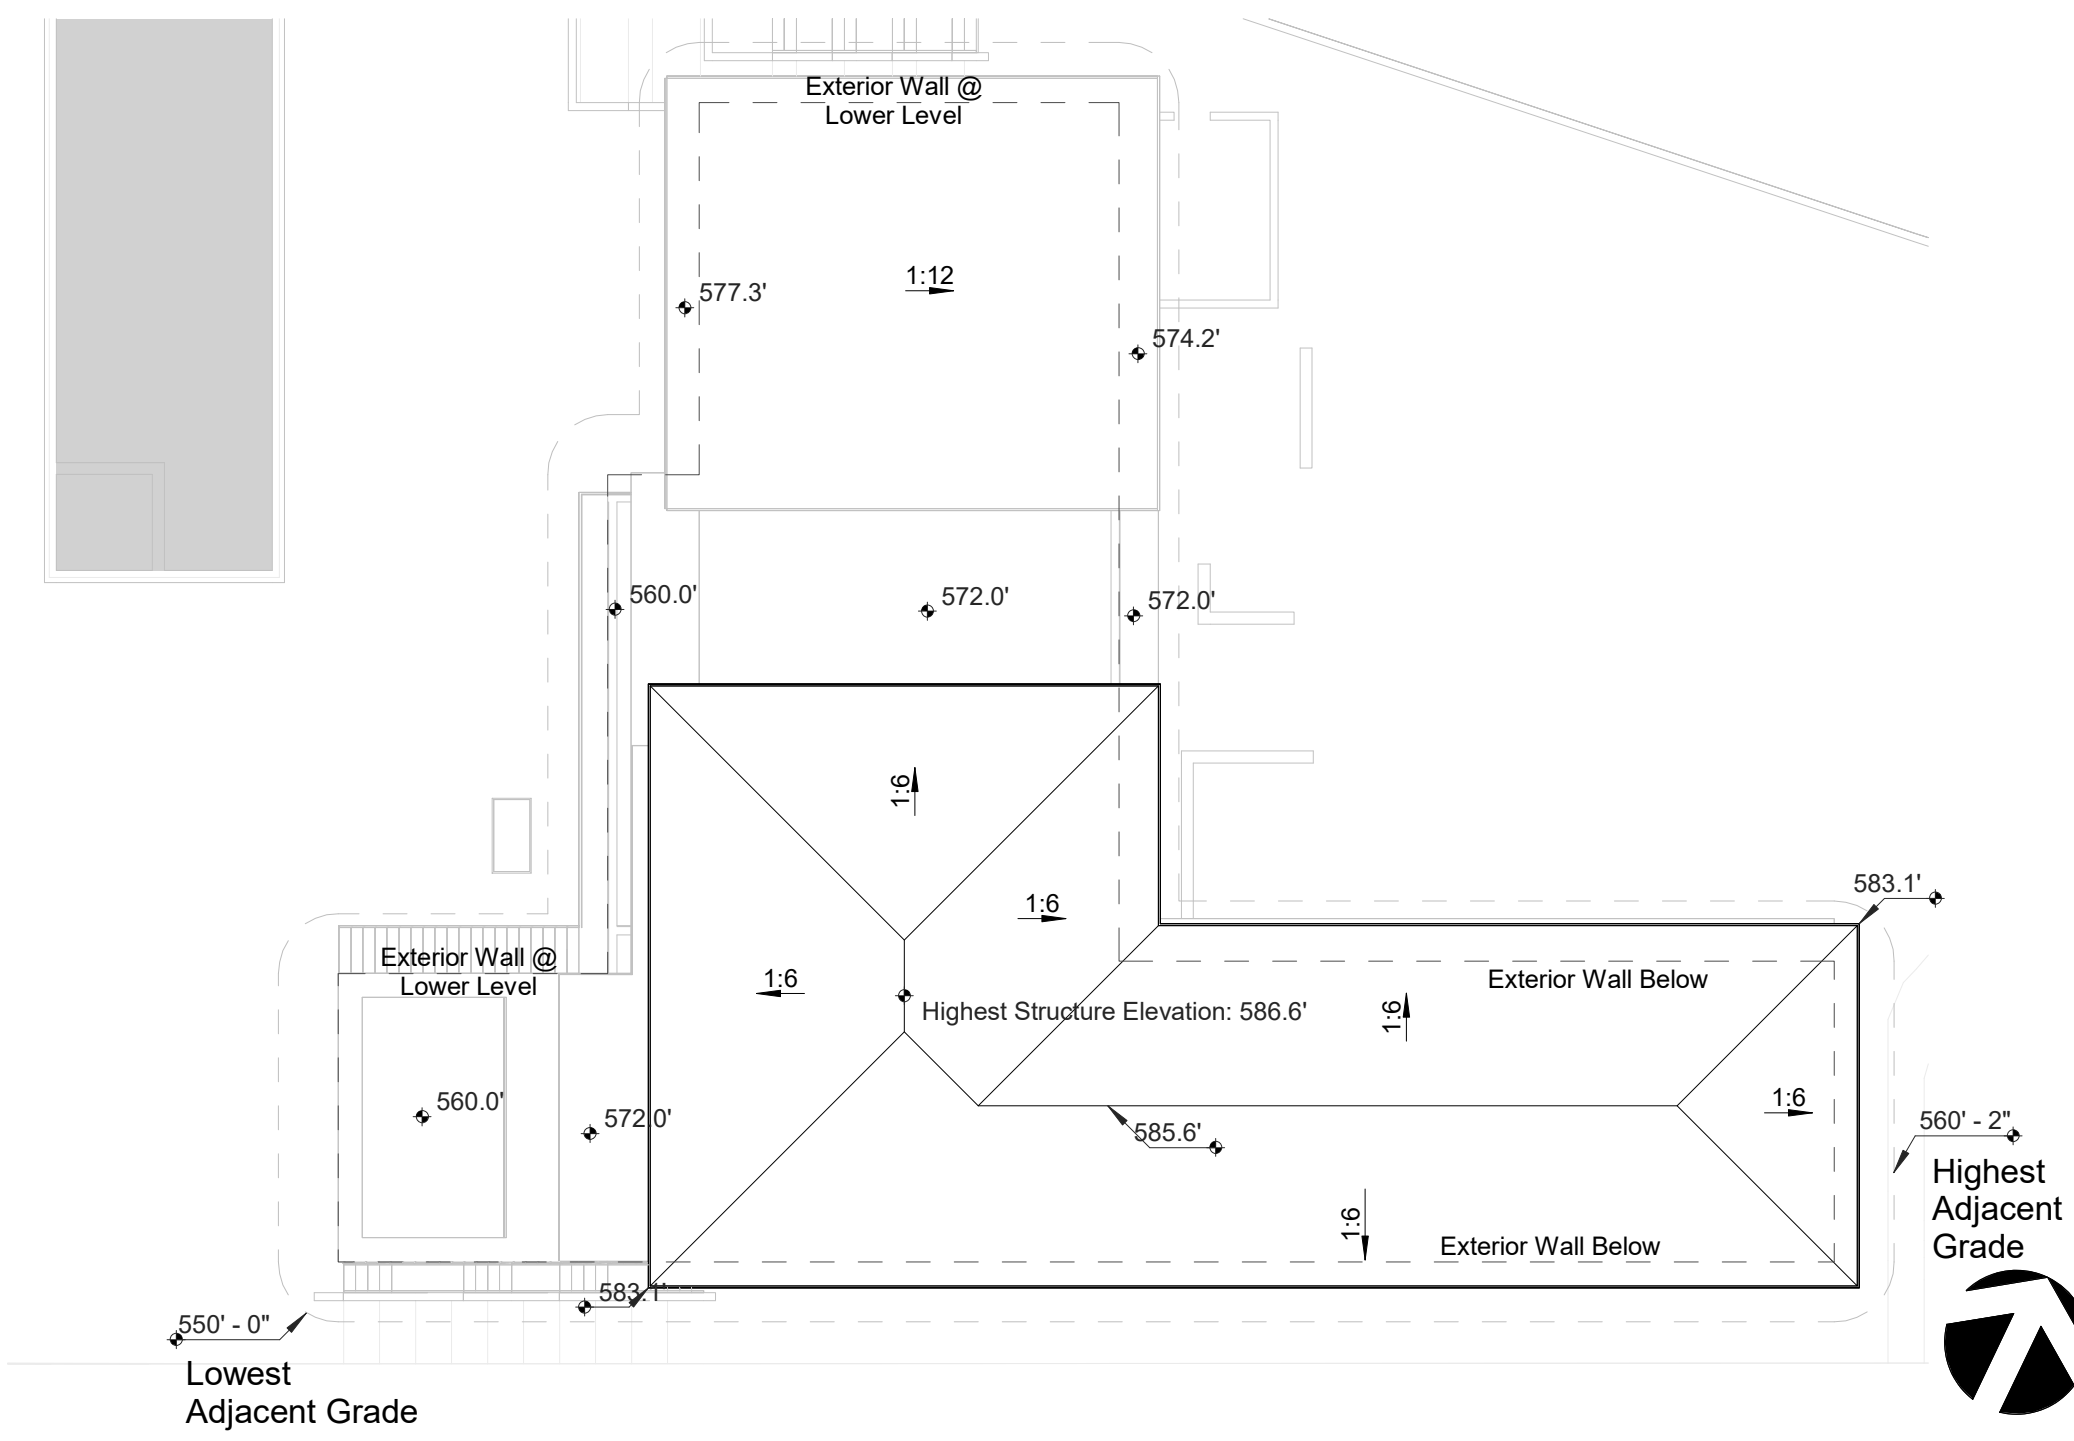 Exterior Wall @
Lower Level
1:12
577.3'
574.2'
560.0'
572.0'
572.0'
1:6
583.1'
1:6
Exterior Wall @
Lower Level
1:6
Exterior Wall Below
Highest Structure Elevation: 586.6'
1:6
1:6
560.0'
572.0'
585.6'
560' - 2"
Highest
Adjacent
Grade
1:6
Exterior Wall Below
583.1'
550' - 0"
Lowest
Adjacent Grade